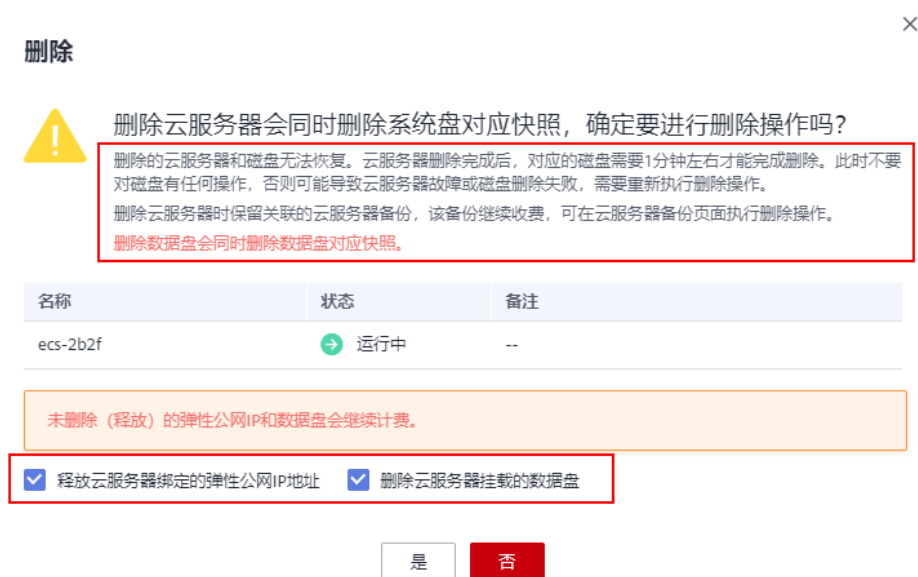 删除
删除云服务器会同时删除系统盘对应快照，确定要进行删除操作吗？
删除的云服务器和磁盘无法恢复。云服务器删除完成后，对应的磁盘需要1分钟左右才能完成删除。此时不要
对磁盘有任何操作，否则可能导致云服务器故障或磁盘删除失败，需要重新执行删除操作。
删除云服务器时保留关联的云服务器备份，该备份继续收费，可在云服务器备份页面执行删除操作。
删除数据盘会同时删除数据盘对应快照。
名称 状态 备注
ecs-2b2f 运行中 --
未删除（释放）的弹性公网IP和数据盘会继续计费。
释放云服务器绑定的弹性公网IP地址 删除云服务器挂载的数据盘
是 否